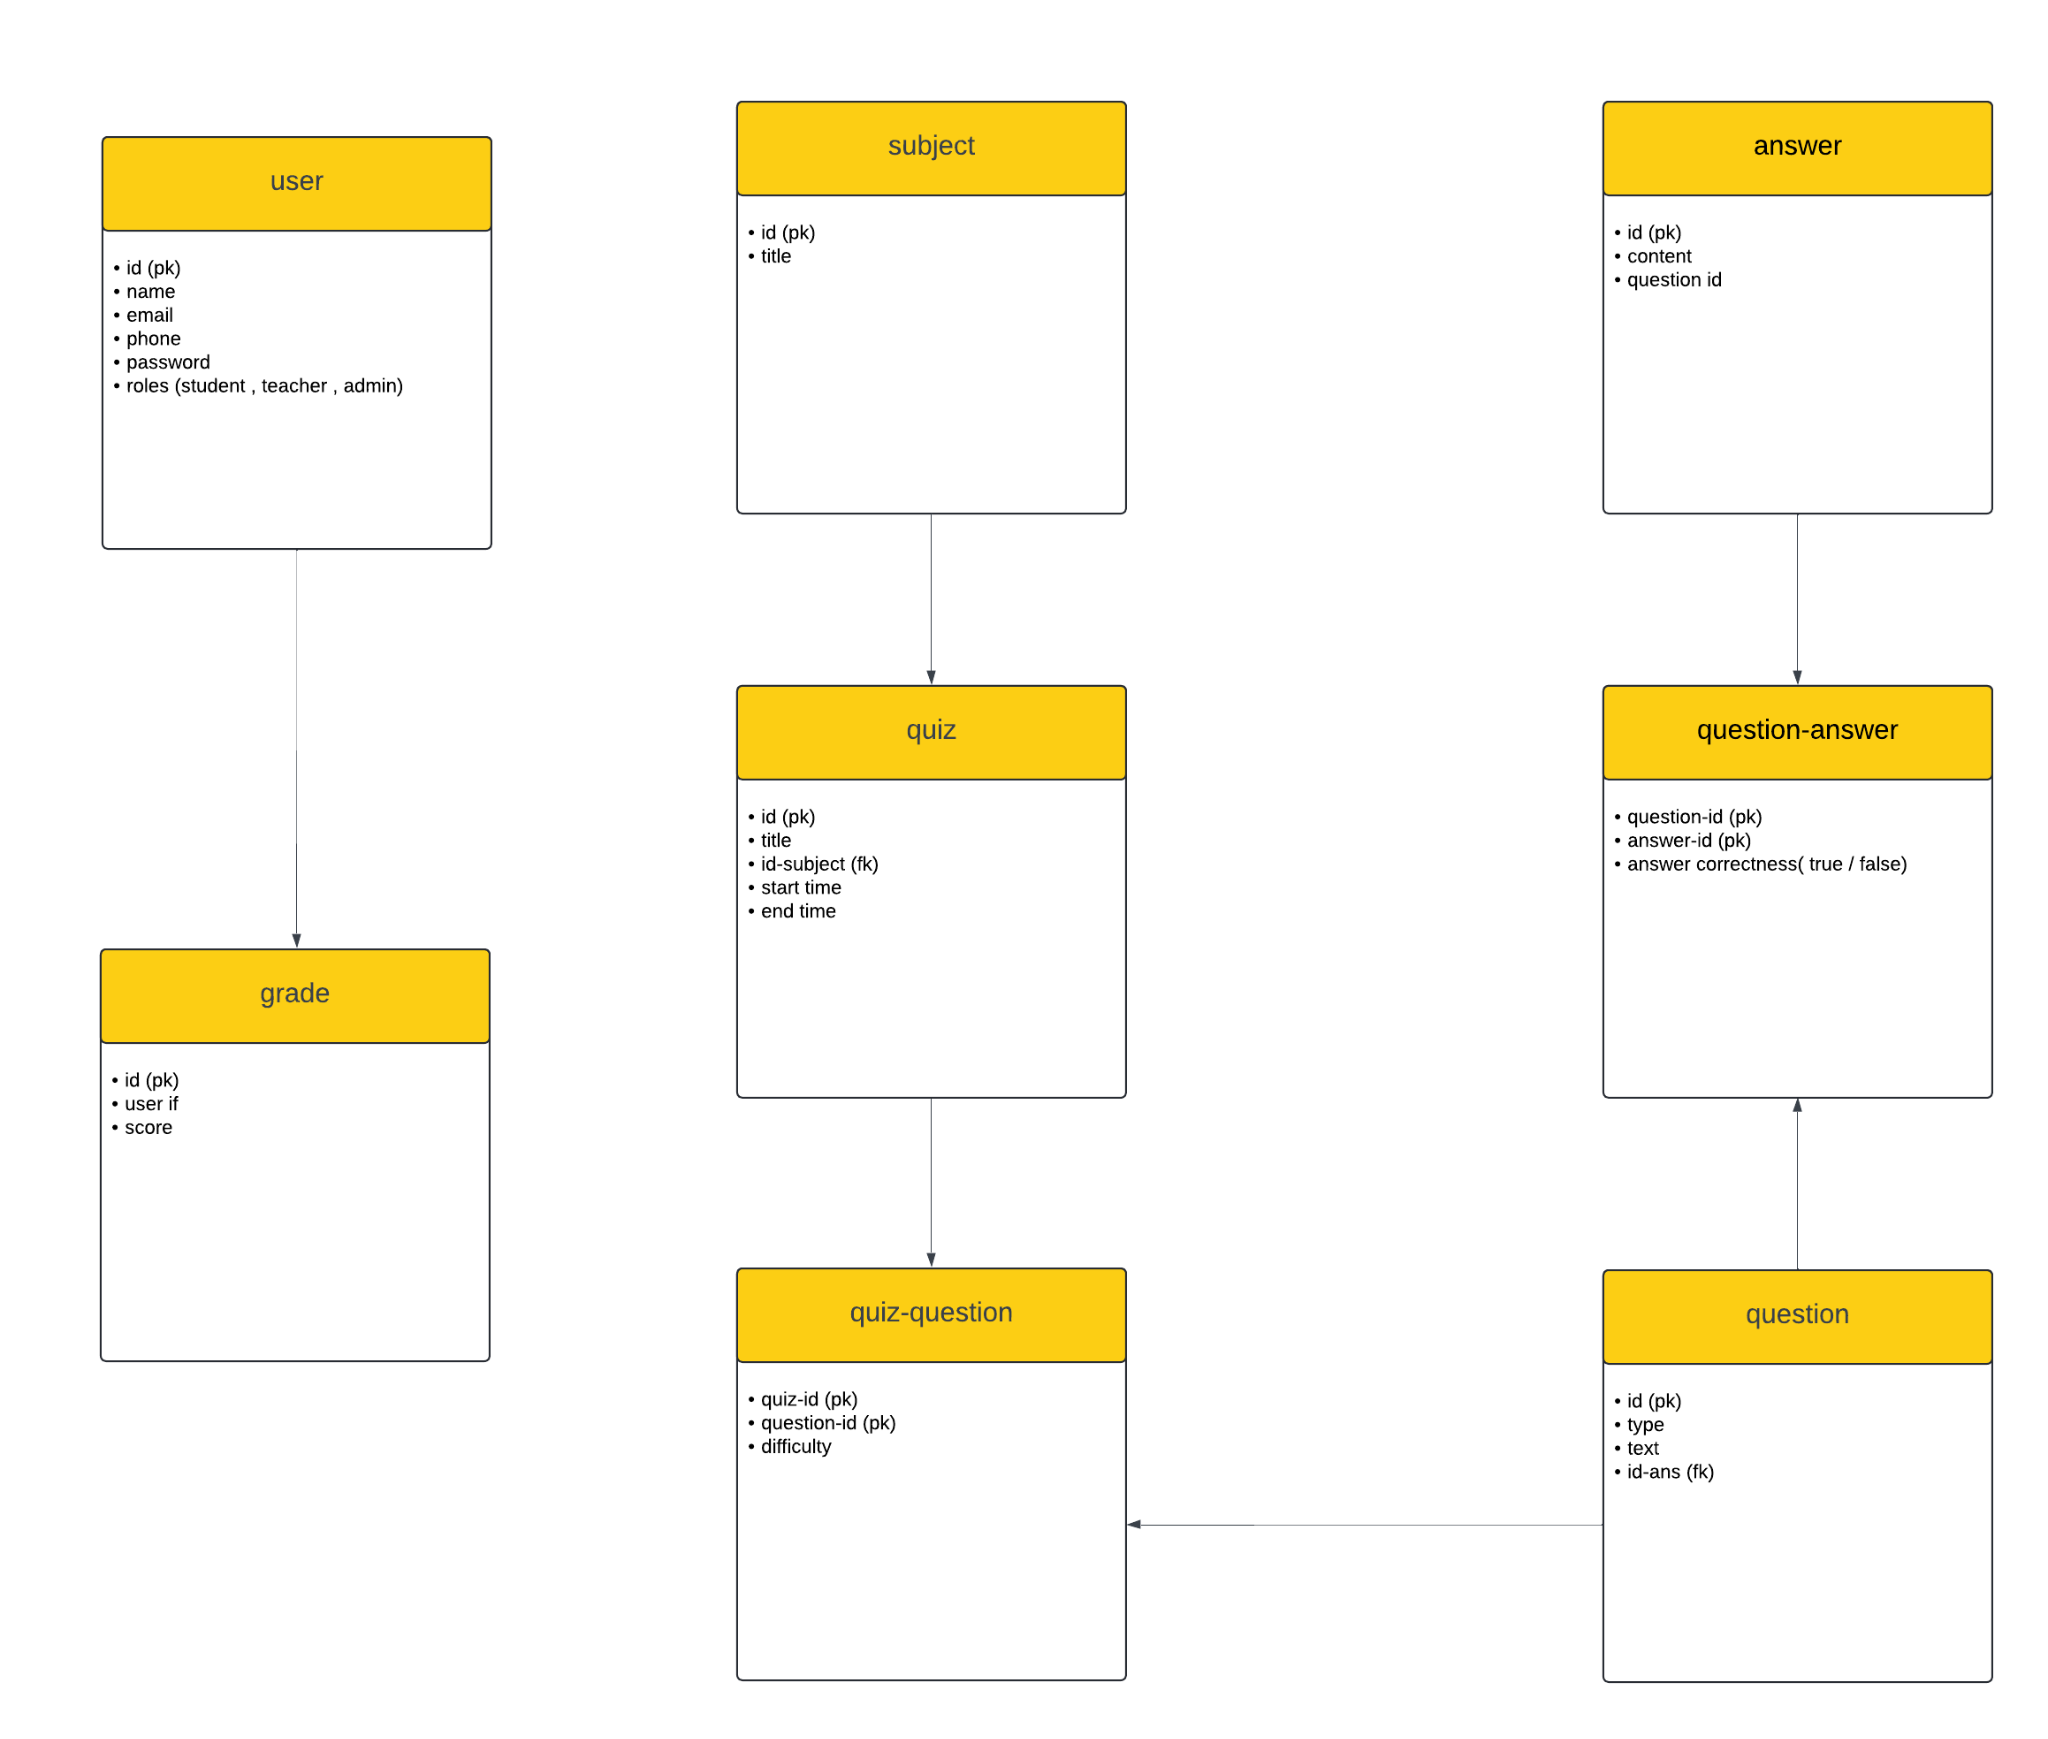 user
• id (pk)
• name
• email
• phone
• password
• roles (student , teacher , admin)
grade
• id (pk)
• user if
• score
subject
• id (pk)
• title
quiz
• id (pk)
• title
• id-subject (fk)
• start time
• end time
quiz-question
• quiz-id (pk)
• question-id (pk)
• difficulty
answer
• id (pk)
• content
• question id
question-answer
• question-id (pk)
• answer-id (pk)
• answer correctness( true / false)
question
• id (pk)
• type
• text
• id-ans (fk)